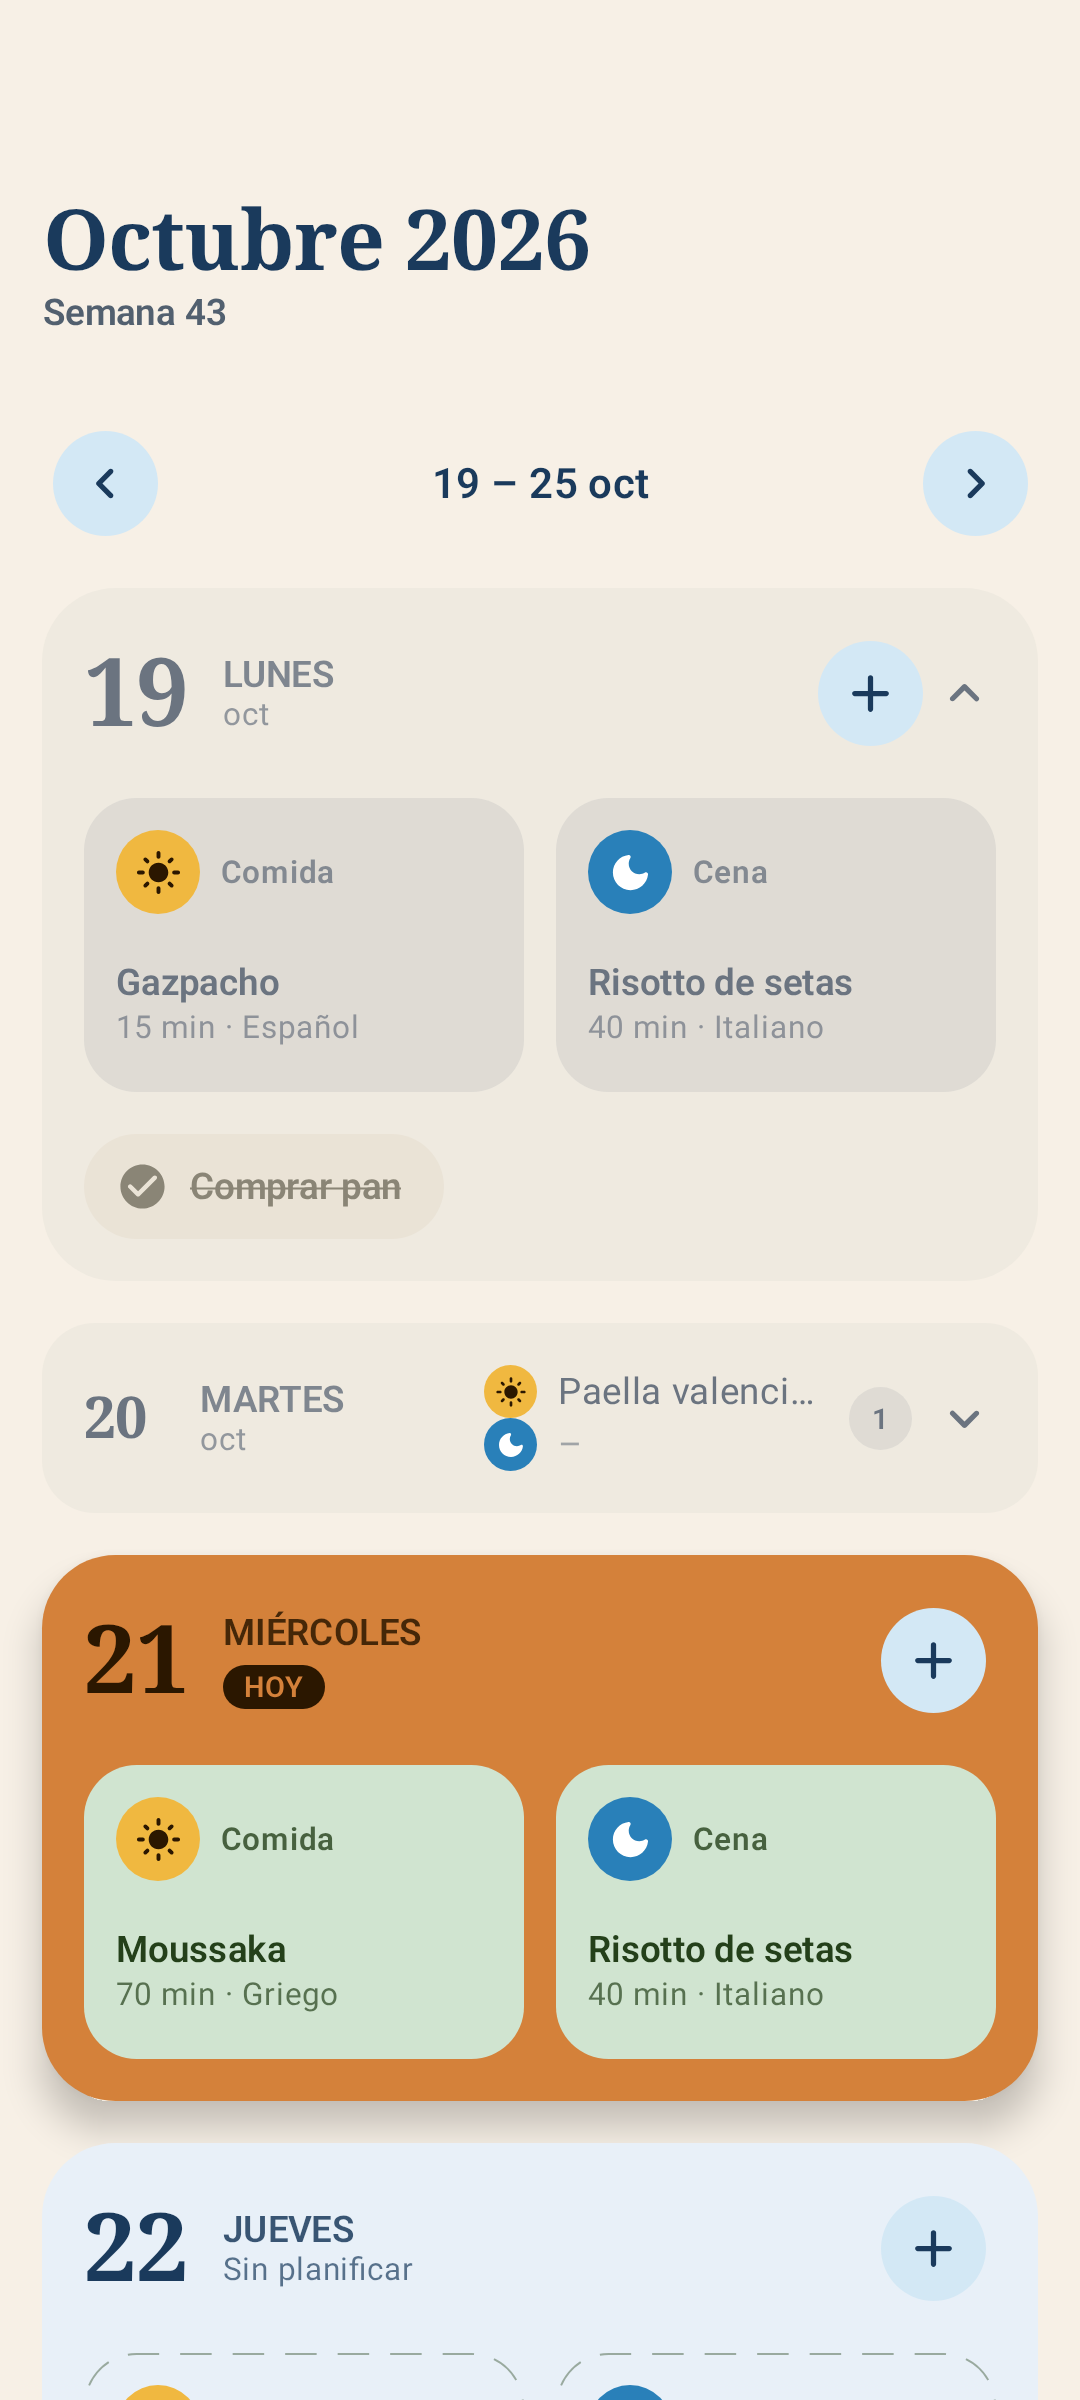 Octubre 2026
Semana 43
19 – 25 oct
19
LUNES
oct
Comida
Gazpacho
15 min · Español
Cena
Risotto de setas
40 min · Italiano
Comprar pan
20
MARTES
oct
Paella valenci...
–
1
21
MIÉRCOLES
HOY
Comida
Moussaka
70 min · Griego
Cena
Risotto de setas
40 min · Italiano
22
JUEVES
Sin planificar